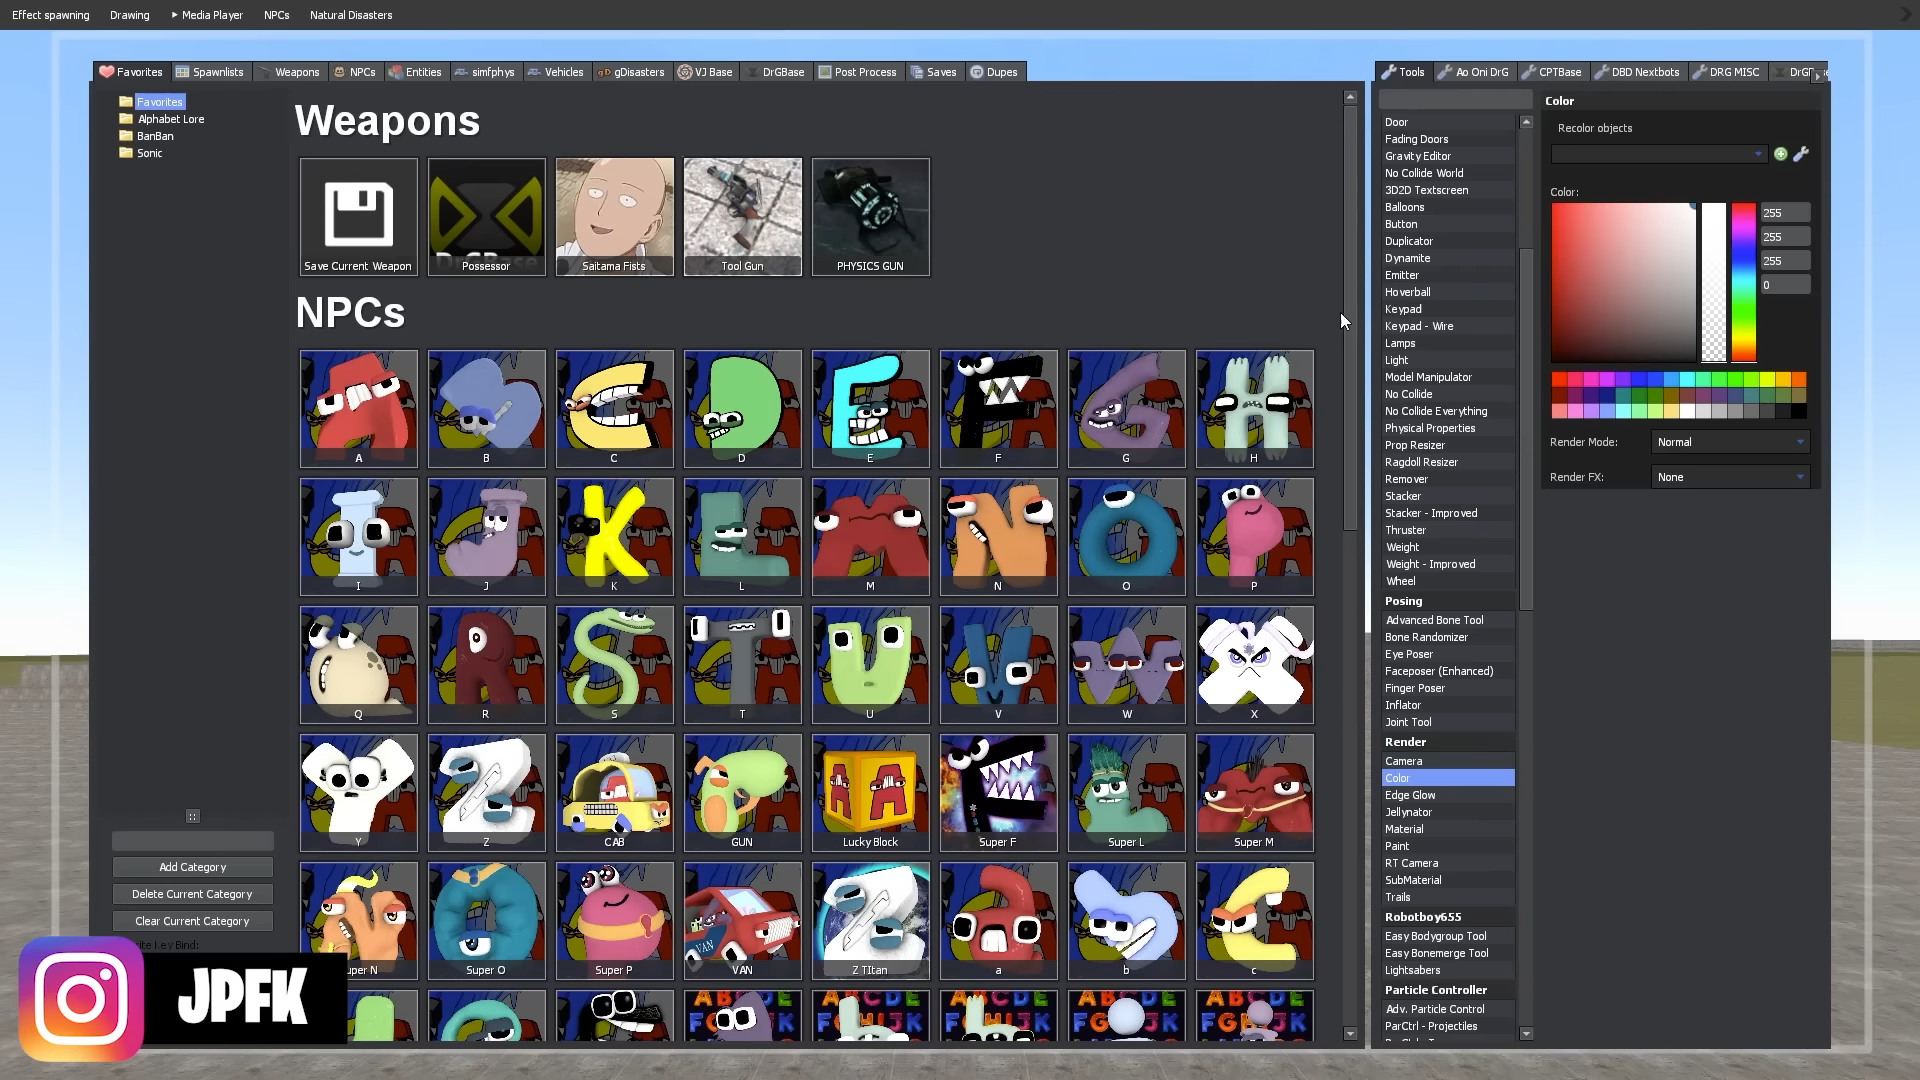 Effect spawning
Drawing
Media Player
NPCs
Natural Disasters
Favorites
Spawnlists
Weapons
NPCs
Entities
simfphys
Vehicles
gDisasters
VJ Base
DrGBase
Post Process
Saves
Dupes
Favorites
Alphabet Lore
BanBan
Sonic
Weapons
Save Current Weapon
Possessor
Saitama Fists
Tool Gun
PHYSICS GUN
NPCs
A
B
C
D
E
F
G
H
I
J
K
L
M
N
O
P
Q
R
S
T
U
V
W
X
Y
Z
CAB
GUN
Lucky Block
Super F
Super L
Super M
Super N
Super O
Super P
VAN
Z TItan
a
b
c
Add Category
Delete Current Category
Clear Current Category
Key Bind:
JPFK
Tools
Ao Oni DrG
CPTBase
DBD Nextbots
DRG MISC
Door
Fading Doors
Gravity Editor
No Collide World
3D2D Textscreen
Balloons
Button
Duplicator
Dynamite
Emitter
Hoverball
Keypad
Keypad - Wire
Lamps
Light
Model Manipulator
No Collide
No Collide Everything
Physical Properties
Prop Resizer
Ragdoll Resizer
Remover
Stacker
Stacker - Improved
Thruster
Weight
Weight - Improved
Wheel
Posing
Advanced Bone Tool
Bone Randomizer
Eye Poser
Faceposer (Enhanced)
Finger Poser
Inflator
Joint Tool
Render
Camera
Color
Edge Glow
Jellynator
Material
Paint
RT Camera
SubMaterial
Trails
Robotboy655
Easy Bodygroup Tool
Easy Bonemerge Tool
Lightsabers
Particle Controller
Adv. Particle Control
ParCtrl - Projectiles
Color
Recolor objects
Color:
255
255
255
0
Render Mode:
Normal
Render FX:
None